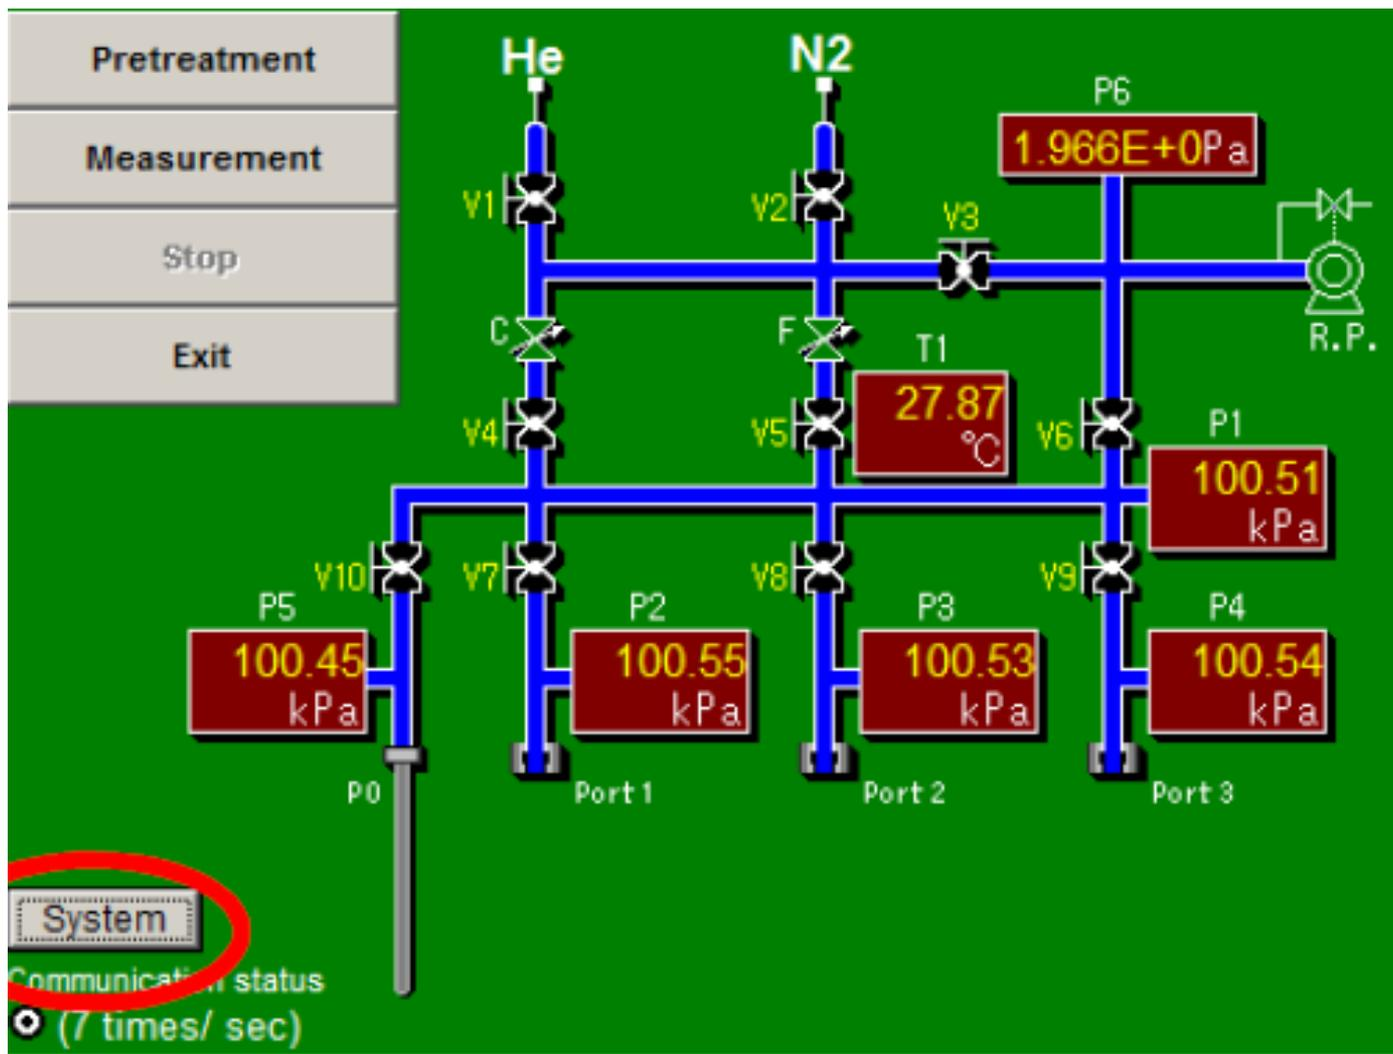 Pretreatment
Measurement
Stop
Exit
He
N2
P6
1.966E+0Pa
V1
V2
V3
R.P.
C
F
T1
27.87
℃
V4
V5
V6
P1
100.51
kPa
V10
V7
V8
V9
P5
100.45
kPa
P2
100.55
kPa
P3
100.53
kPa
P4
100.54
kPa
P0
Port 1
Port 2
Port 3
System
Communication status
(7 times/ sec)